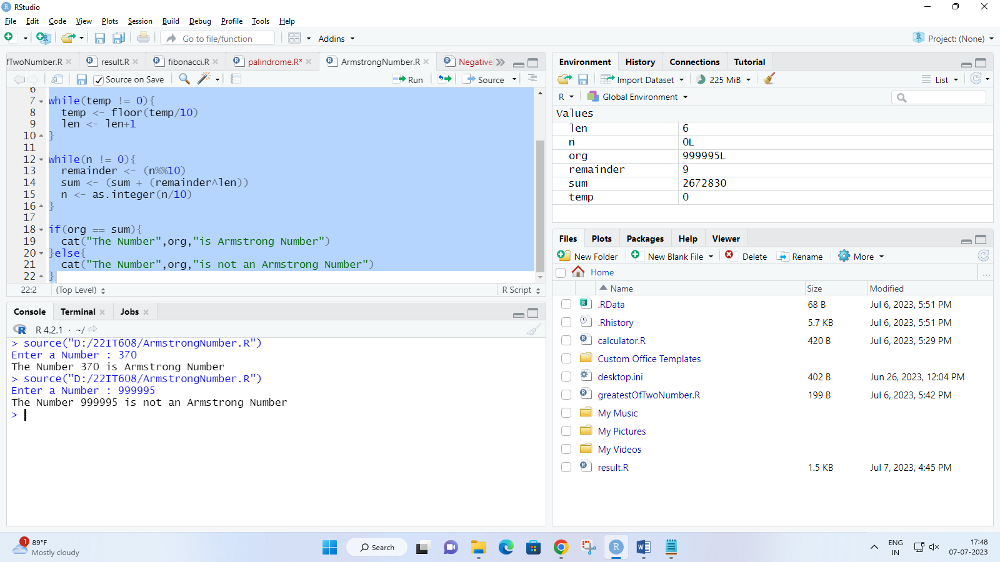 RStudio
File Edit Code View Plots Session Build Debug Profile Tools Help
Go to file/function Addins Project: (None)
fTwoNumber.R result.R fibonacci.R palindrome.R* ArmstrongNumber.R Negative
Source on Save Run Source
6
7 while(temp != 0){
8 temp <- floor(temp/10)
9 len <- len+1
10 }
11
12 while(n != 0){
13 remainder <- (n%%10)
14 sum <- (sum + (remainder^len))
15 n <- as.integer(n/10)
16 }
17
18 if(org == sum){
19 cat("The Number",org,"is Armstrong Number")
20 }else{
21 cat("The Number",org,"is not an Armstrong Number")
22 }
22:2 (Top Level) R Script
Console Terminal Jobs
R 4.2.1 · ~/
> source("D:/22IT608/ArmstrongNumber.R")
Enter a Number : 370
The Number 370 is Armstrong Number
> source("D:/22IT608/ArmstrongNumber.R")
Enter a Number : 999995
The Number 999995 is not an Armstrong Number
>
Environment History Connections Tutorial
Import Dataset 225 MiB List
R Global Environment
Values
len 6
n 0L
org 999995L
remainder 9
sum 2672830
temp 0
Files Plots Packages Help Viewer
New Folder New Blank File Delete Rename More
Home ...
Name Size Modified
.RData 68 B Jul 6, 2023, 5:51 PM
.Rhistory 5.7 KB Jul 6, 2023, 5:51 PM
calculator.R 420 B Jul 6, 2023, 5:29 PM
Custom Office Templates
desktop.ini 402 B Jun 26, 2023, 12:04 PM
greatestOfTwoNumber.R 199 B Jul 6, 2023, 5:42 PM
My Music
My Pictures
My Videos
result.R 1.5 KB Jul 7, 2023, 4:45 PM
1 89°F
Mostly cloudy
Search
ENG
IN
17:48
07-07-2023